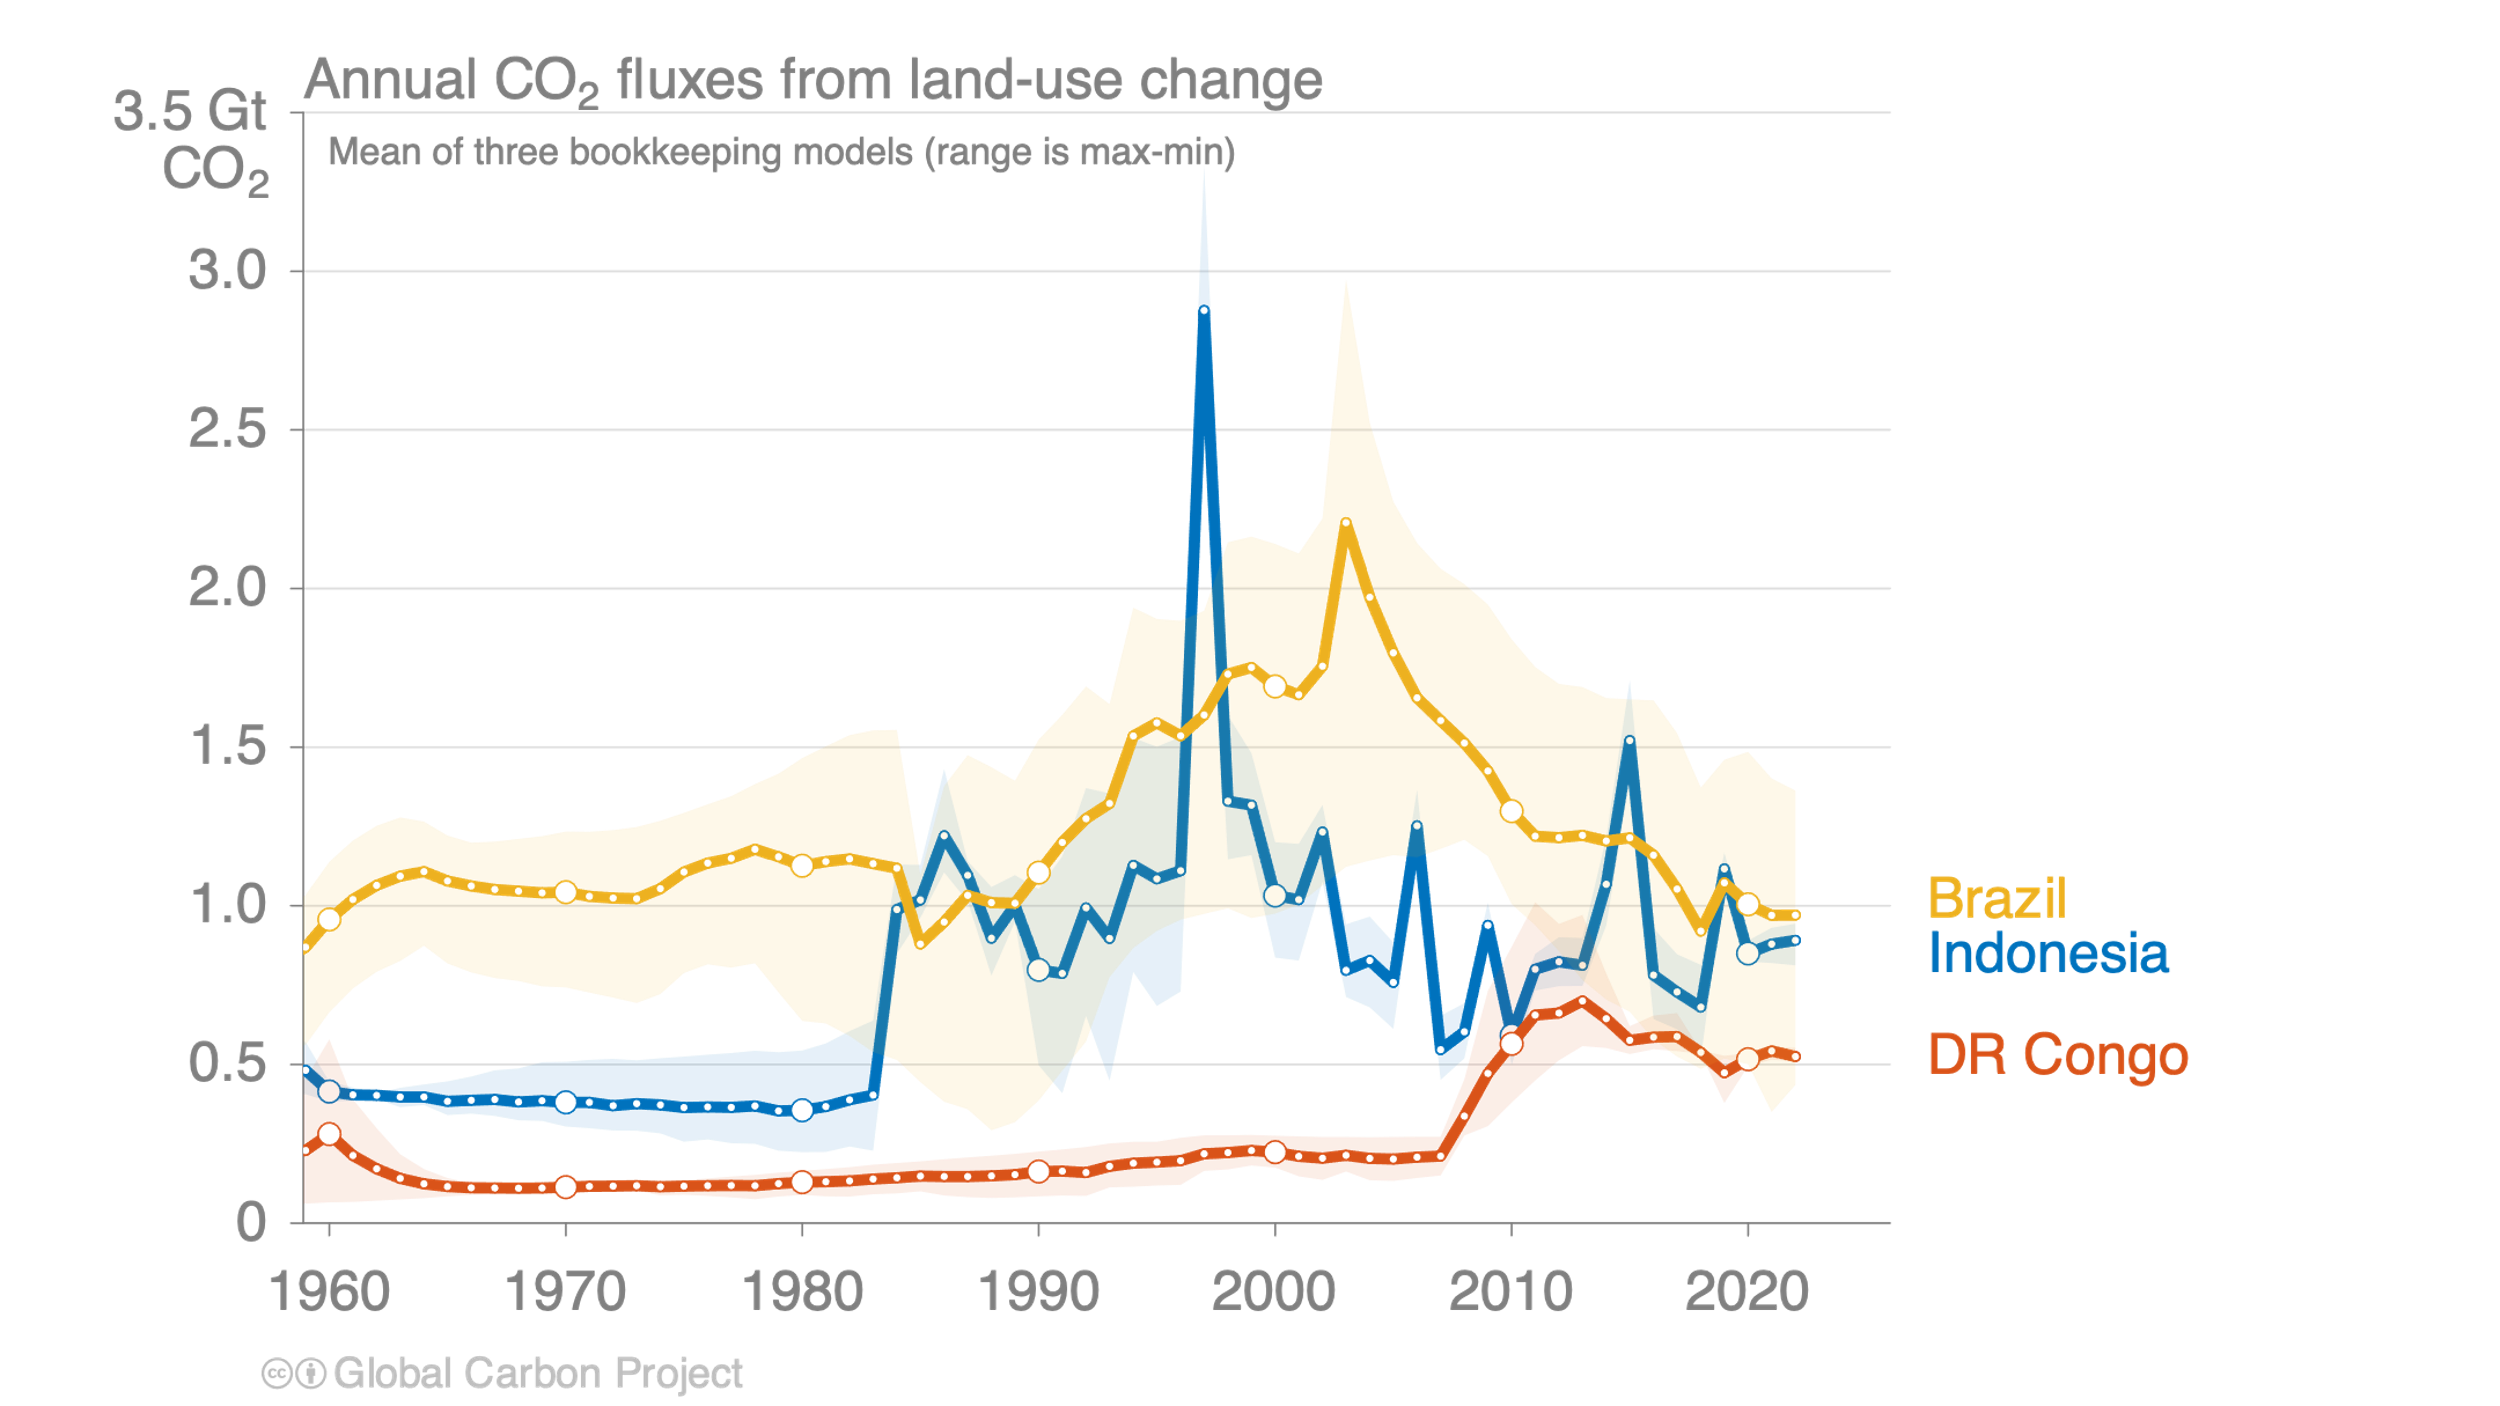 Annual CO₂ fluxes from land-use change
3.5 Gt
CO₂
Mean of three bookkeeping models (range is max-min)
3.0
2.5
2.0
1.5
1.0
0.5
0
Brazil
Indonesia
DR Congo
1960 1970 1980 1990 2000 2010 2020
Global Carbon Project